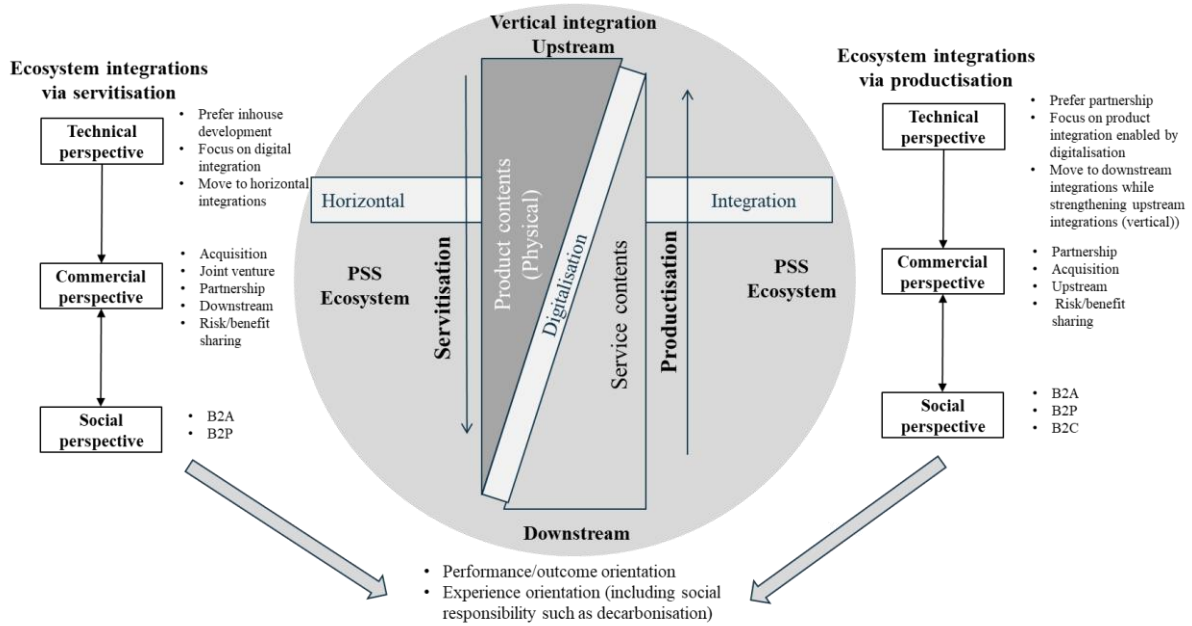 Ecosystem integrations
via servitisation
Technical
perspective
• Prefer inhouse
development
• Focus on digital
integration
• Move to horizontal
integrations
Commercial
perspective
• Acquisition
• Joint venture
• Partnership
• Downstream
• Risk/benefit
sharing
Social
perspective
• B2A
• B2P
Vertical integration
Upstream
Horizontal
Integration
PSS
Ecosystem
Servitisation
Product contents
(Physical)
Digitalisation
Service contents
Productisation
PSS
Ecosystem
Downstream
Ecosystem integrations
via productisation
Technical
perspective
• Prefer partnership
• Focus on product
integration enabled by
digitalisation
• Move to downstream
integrations while
strengthening upstream
integrations (vertical))
Commercial
perspective
• Partnership
• Acquisition
• Upstream
• Risk/benefit
sharing
Social
perspective
• B2A
• B2P
• B2C
• Performance/outcome orientation
• Experience orientation (including social
responsibility such as decarbonisation)